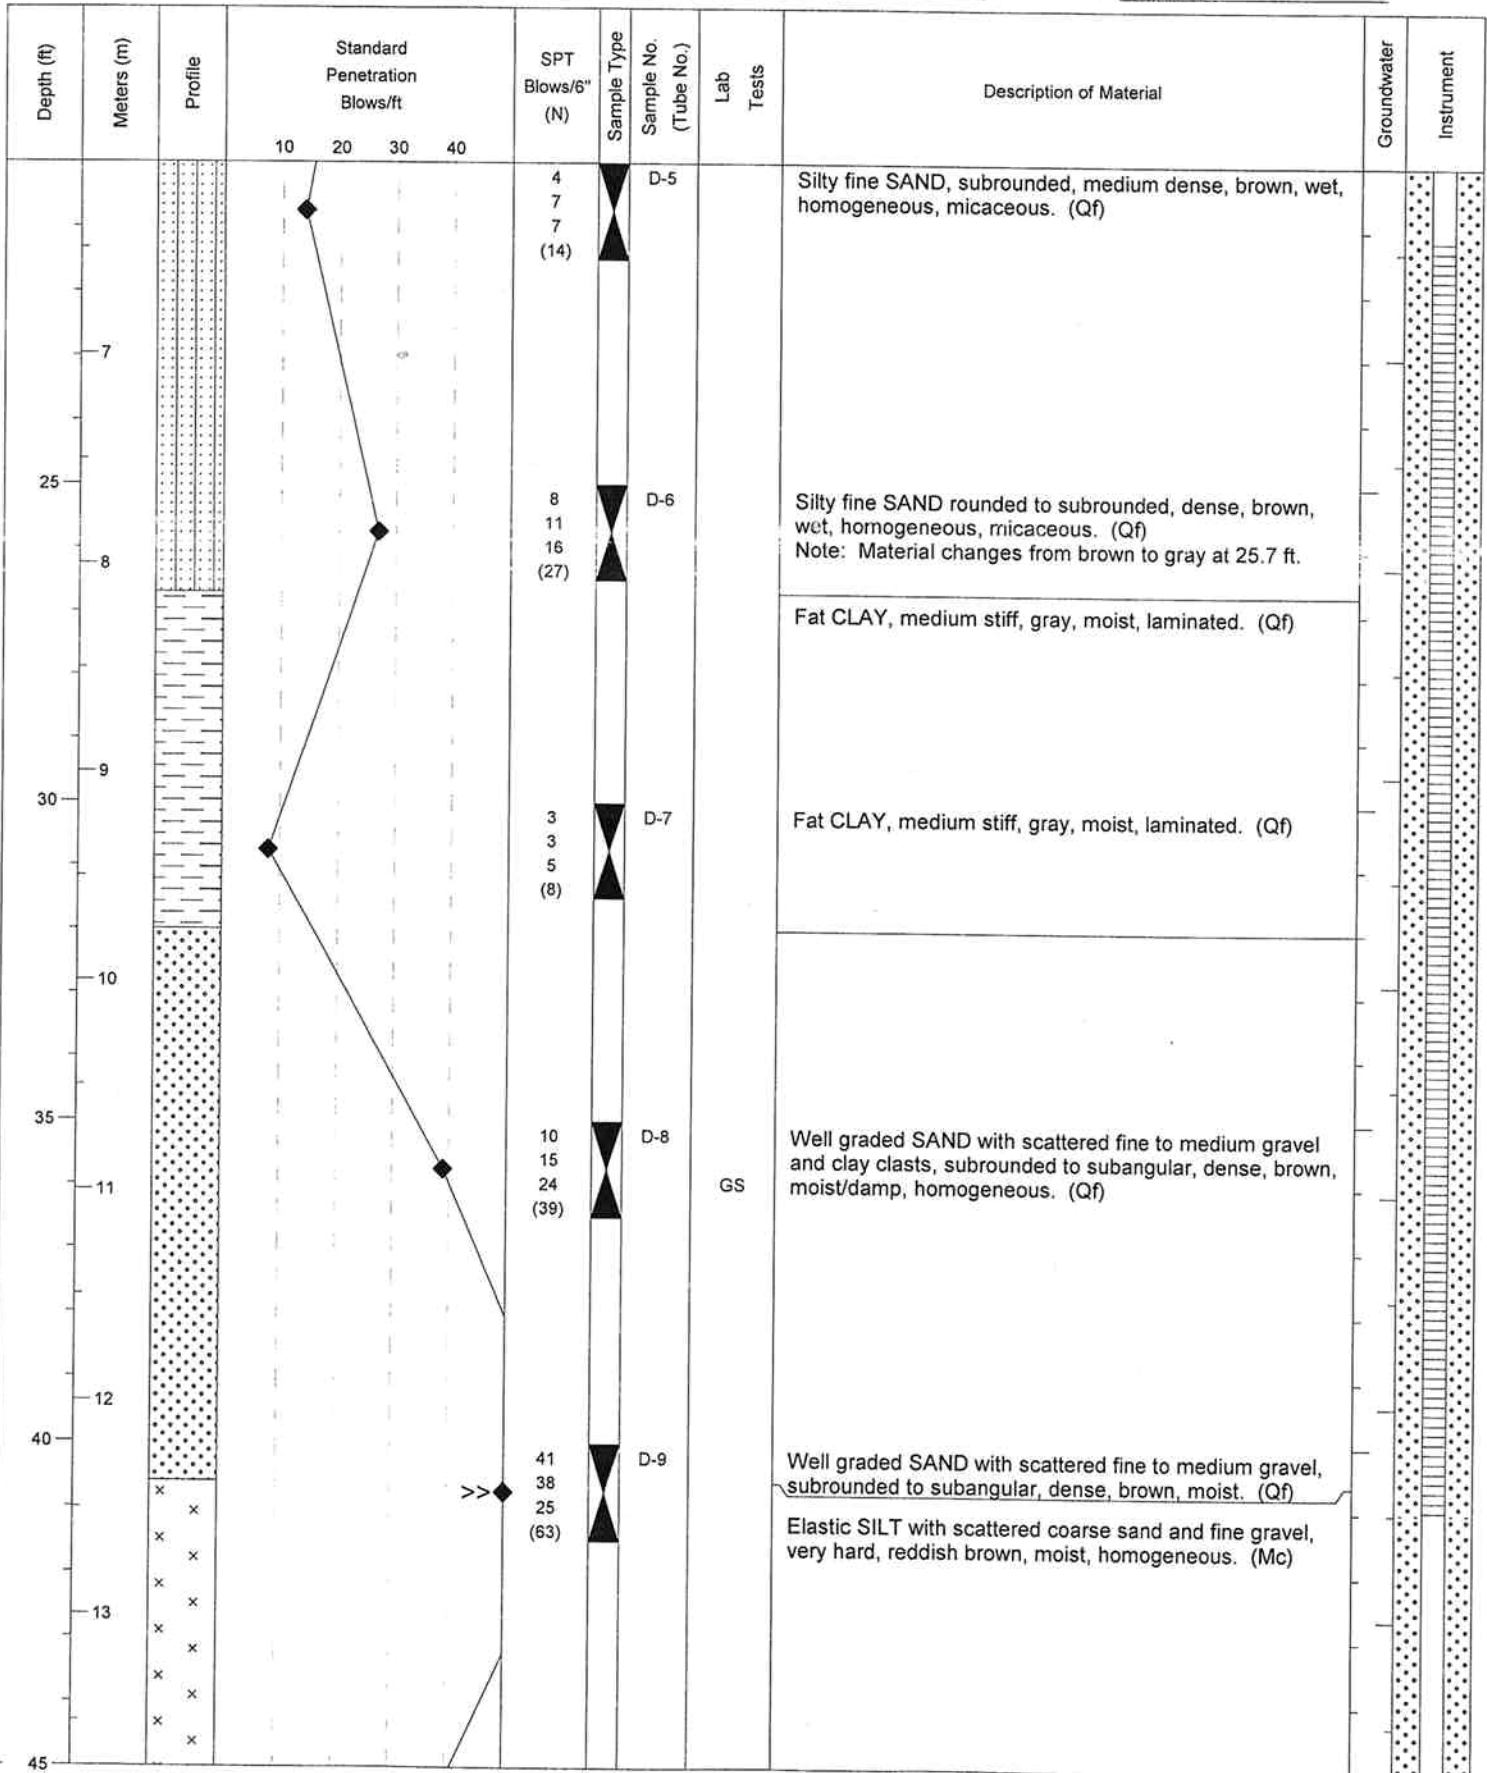 Depth (ft)
Meters (m)
Profile
Standard
Penetration
Blows/ft
10 20 30 40
SPT
Blows/6"
(N)
Sample Type
Sample No.
(Tube No.)
Lab
Tests
Description of Material
Groundwater
Instrument
4
7
7
(14)
D-5
Silty fine SAND, subrounded, medium dense, brown, wet,
homogeneous, micaceous. (Qf)
7
25
8
11
16
(27)
D-6
Silty fine SAND rounded to subrounded, dense, brown,
wet, homogeneous, micaceous. (Qf)
Note: Material changes from brown to gray at 25.7 ft.
8
Fat CLAY, medium stiff, gray, moist, laminated. (Qf)
9
30
3
3
5
(8)
D-7
Fat CLAY, medium stiff, gray, moist, laminated. (Qf)
10
35
10
15
24
(39)
D-8
GS
Well graded SAND with scattered fine to medium gravel
and clay clasts, subrounded to subangular, dense, brown,
moist/damp, homogeneous. (Qf)
11
12
40
>>
41
38
25
(63)
D-9
Well graded SAND with scattered fine to medium gravel,
subrounded to subangular, dense, brown, moist. (Qf)
Elastic SILT with scattered coarse sand and fine gravel,
very hard, reddish brown, moist, homogeneous. (Mc)
13
45